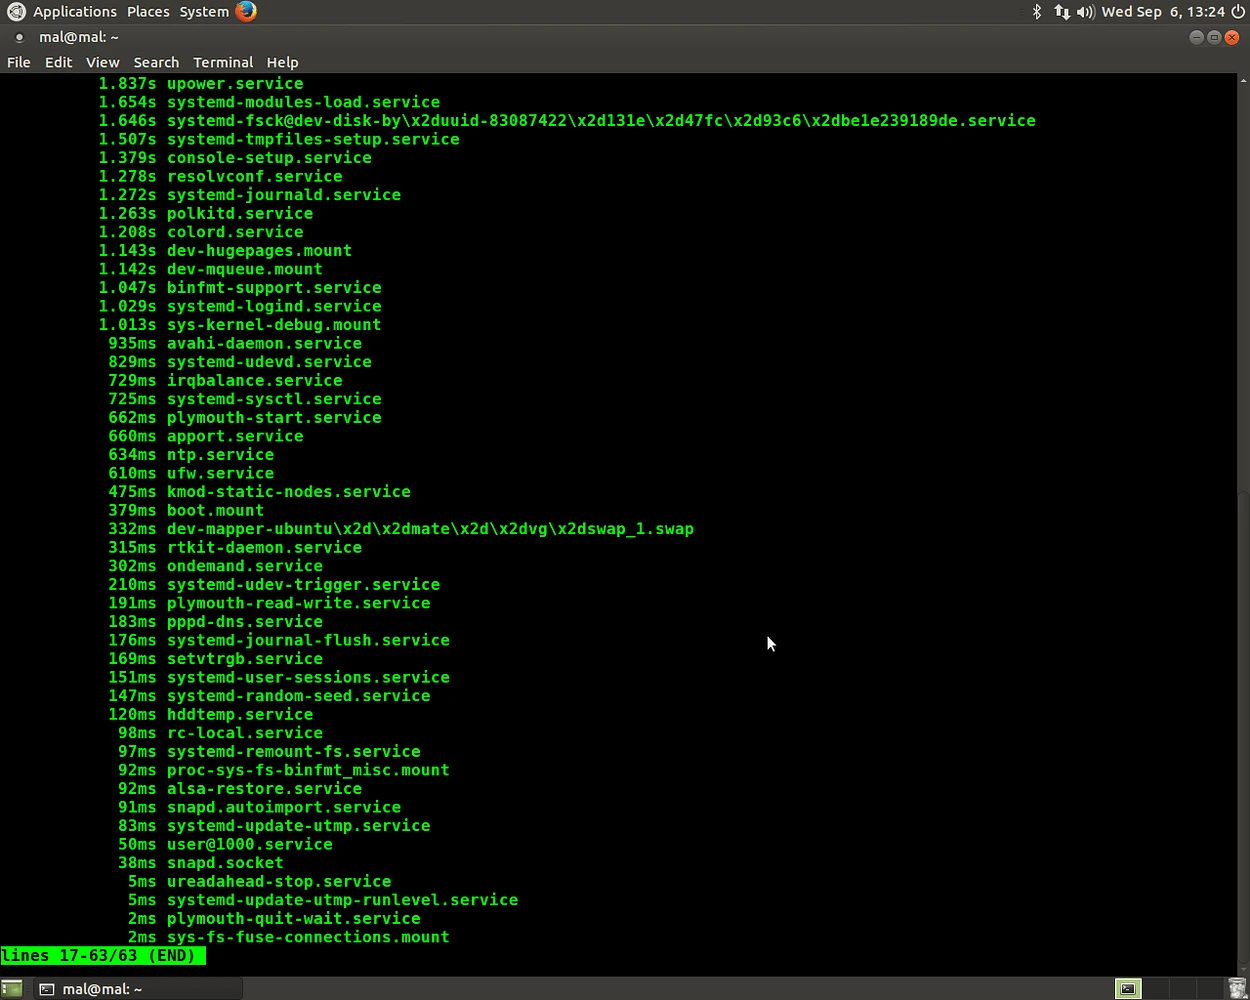 Applications Places System Wed Sep 6, 13:24
mal@mal: ~
File Edit View Search Terminal Help
1.837s upower.service
1.654s systemd-modules-load.service
1.646s systemd-fsck@dev-disk-by\x2duuid-83087422\x2d131e\x2d47fc\x2d93c6\x2dbe1e239189de.service
1.507s systemd-tmpfiles-setup.service
1.379s console-setup.service
1.278s resolvconf.service
1.272s systemd-journald.service
1.263s polkitd.service
1.208s colord.service
1.143s dev-hugepages.mount
1.142s dev-mqueue.mount
1.047s binfmt-support.service
1.029s systemd-logind.service
1.013s sys-kernel-debug.mount
935ms avahi-daemon.service
829ms systemd-udevd.service
729ms irqbalance.service
725ms systemd-sysctl.service
662ms plymouth-start.service
660ms apport.service
634ms ntp.service
610ms ufw.service
475ms kmod-static-nodes.service
379ms boot.mount
332ms dev-mapper-ubuntu\x2d\x2dmate\x2d\x2dvg\x2dswap_1.swap
315ms rtkit-daemon.service
302ms ondemand.service
210ms systemd-udev-trigger.service
191ms plymouth-read-write.service
183ms pppd-dns.service
176ms systemd-journal-flush.service
169ms setvtrgb.service
151ms systemd-user-sessions.service
147ms systemd-random-seed.service
120ms hddtemp.service
98ms rc-local.service
97ms systemd-remount-fs.service
92ms proc-sys-fs-binfmt_misc.mount
92ms alsa-restore.service
91ms snapd.autoimport.service
83ms systemd-update-utmp.service
50ms user@1000.service
38ms snapd.socket
5ms ureadahead-stop.service
5ms systemd-update-utmp-runlevel.service
2ms plymouth-quit-wait.service
2ms sys-fs-fuse-connections.mount
lines 17-63/63 (END)
mal@mal: ~